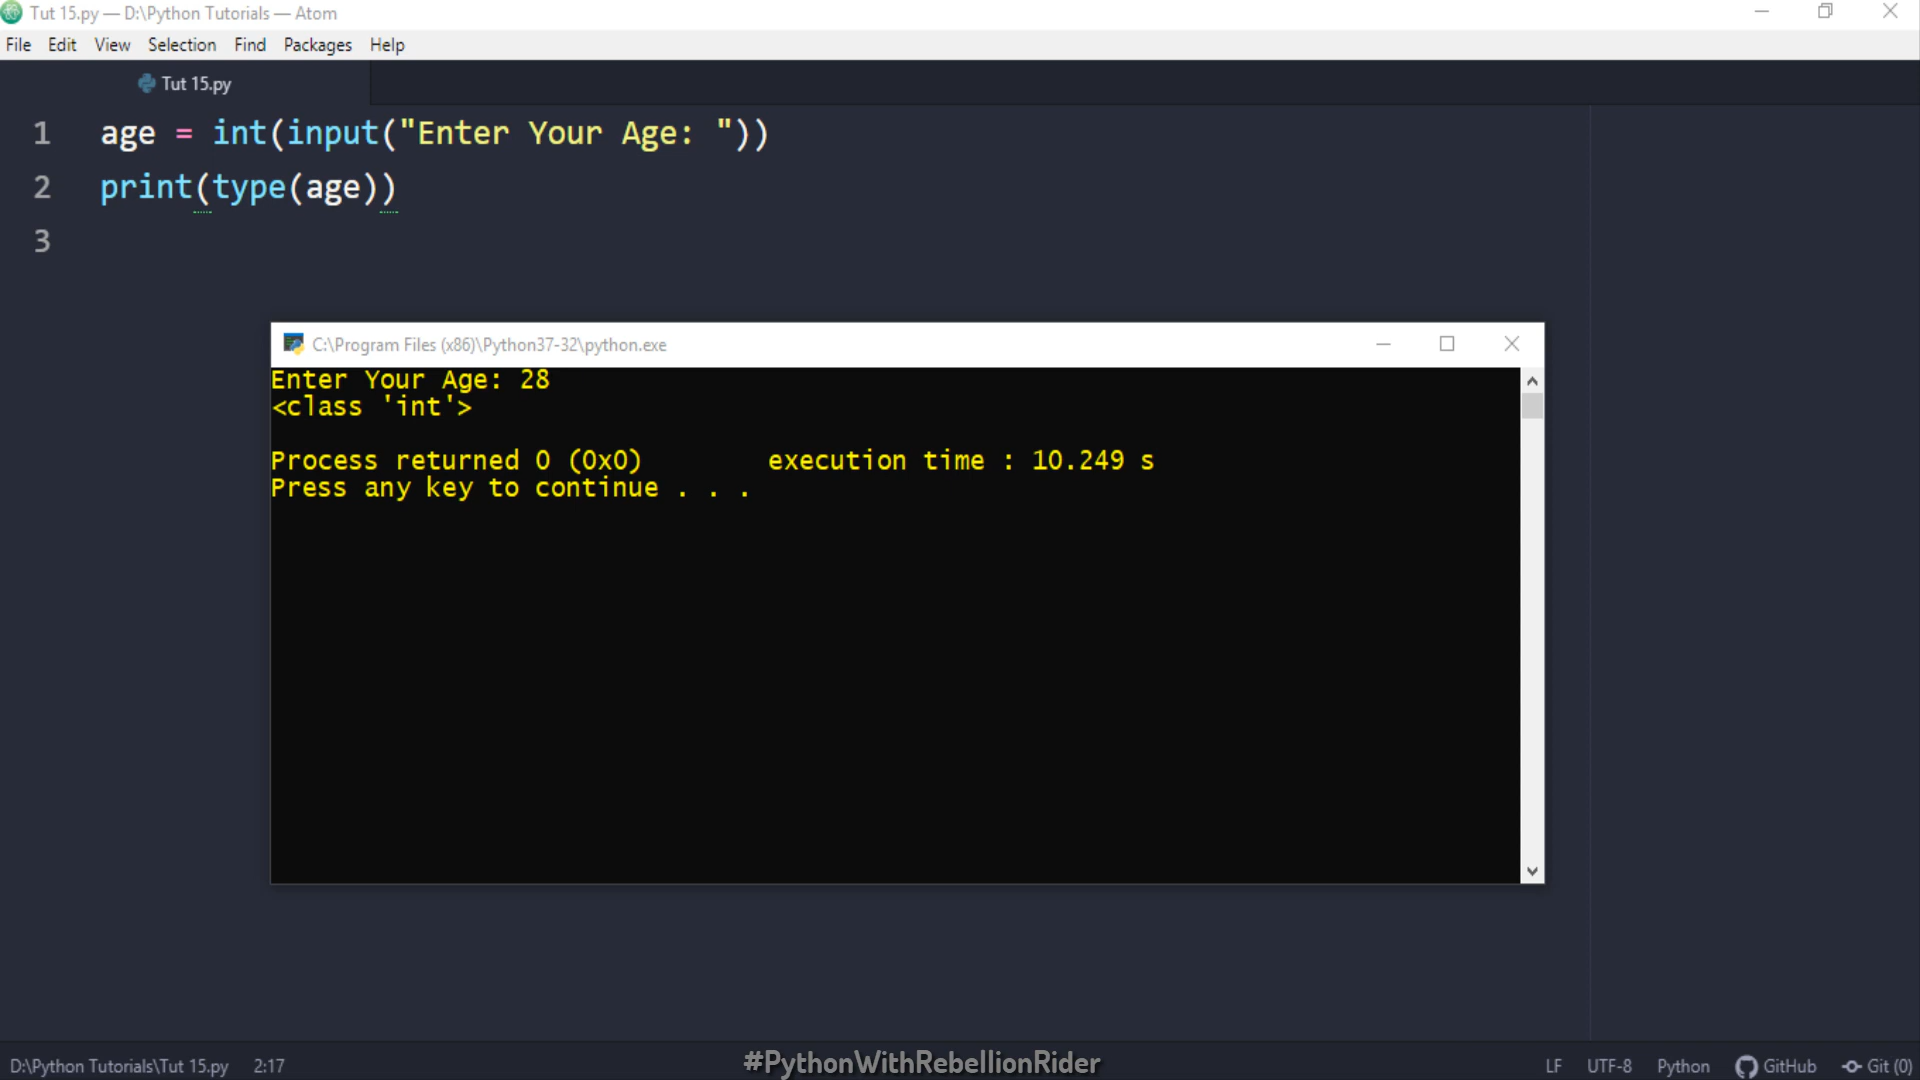 Tut 15.py — D:\Python Tutorials — Atom
File Edit View Selection Find Packages Help
Tut 15.py
1 age = int(input("Enter Your Age: "))
2 print(type(age))
3
C:\Program Files (x86)\Python37-32\python.exe
Enter Your Age: 28
<class 'int'>
Process returned 0 (0x0) execution time : 10.249 s
Press any key to continue . . .
D:\Python Tutorials\Tut 15.py 2:17 #PythonWithRebellionRider LF UTF-8 Python GitHub Git (0)